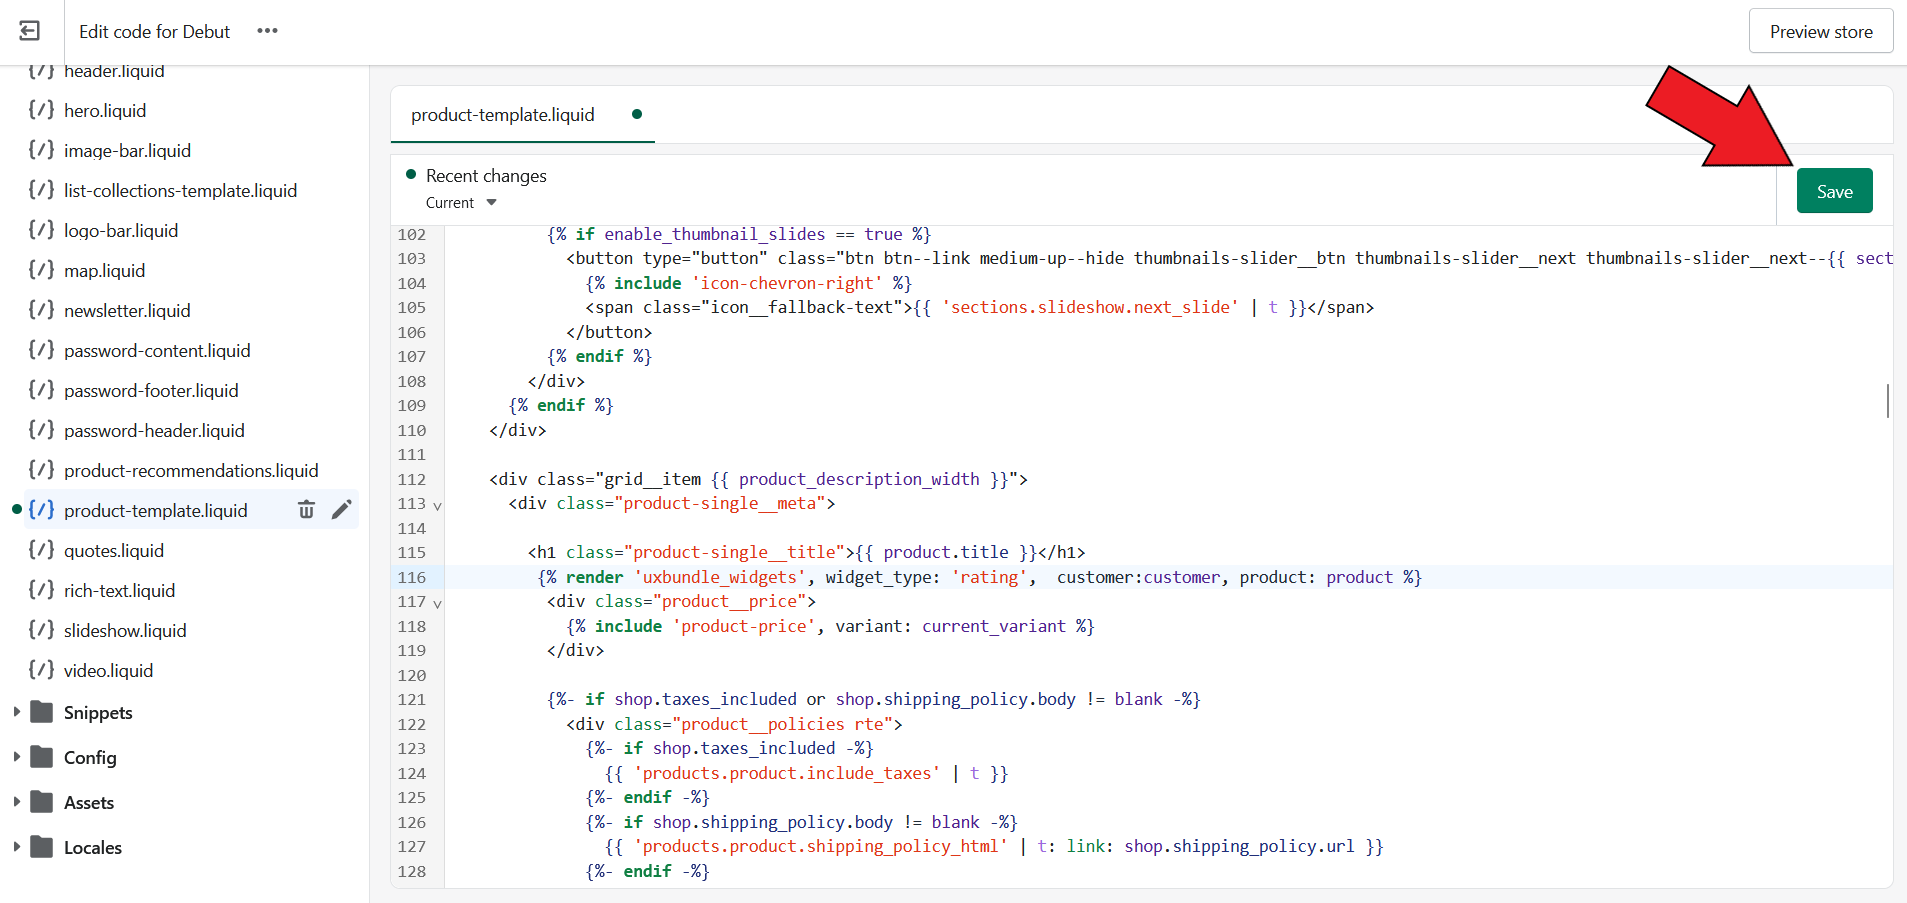 Edit code for Debut •••
Preview store
header.liquid
hero.liquid
image-bar.liquid
list-collections-template.liquid
logo-bar.liquid
map.liquid
newsletter.liquid
password-content.liquid
password-footer.liquid
password-header.liquid
product-recommendations.liquid
product-template.liquid
quotes.liquid
rich-text.liquid
slideshow.liquid
video.liquid
Snippets
Config
Assets
Locales
product-template.liquid
Recent changes
Current
Save
102 {% if enable_thumbnail_slides == true %}
103 <button type="button" class="btn btn--link medium-up--hide thumbnails-slider__btn thumbnails-slider__next thumbnails-slider__next--{{ sect
104 {% include 'icon-chevron-right' %}
105 <span class="icon__fallback-text">{{ 'sections.slideshow.next_slide' | t }}</span>
106 </button>
107 {% endif %}
108 </div>
109 {% endif %}
110 </div>
111
112 <div class="grid__item {{ product_description_width }}">
113 <div class="product-single__meta">
114
115 <h1 class="product-single__title">{{ product.title }}</h1>
116 {% render 'uxbundle_widgets', widget_type: 'rating',  customer:customer, product: product %}
117 <div class="product__price">
118 {% include 'product-price', variant: current_variant %}
119 </div>
120
121 {%- if shop.taxes_included or shop.shipping_policy.body != blank -%}
122 <div class="product__policies rte">
123 {%- if shop.taxes_included -%}
124 {{ 'products.product.include_taxes' | t }}
125 {%- endif -%}
126 {%- if shop.shipping_policy.body != blank -%}
127 {{ 'products.product.shipping_policy_html' | t: link: shop.shipping_policy.url }}
128 {%- endif -%}